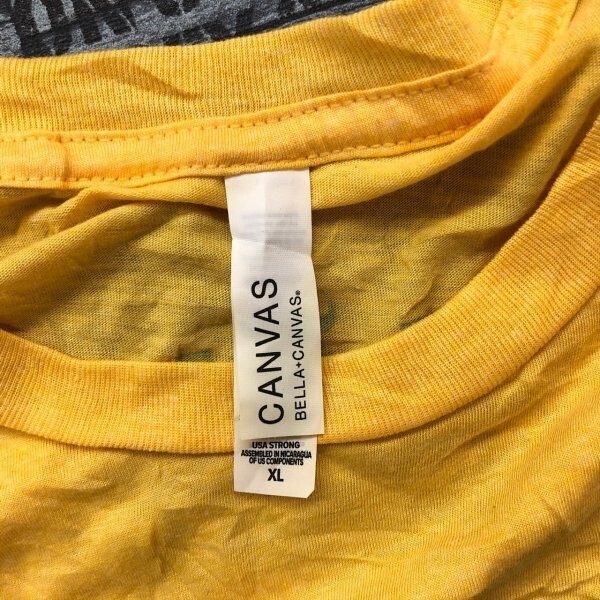 CANVAS
BELLA+CANVAS®
USA STRONG
ASSEMBLED IN NICARAGUA
OF US COMPONENTS
XL